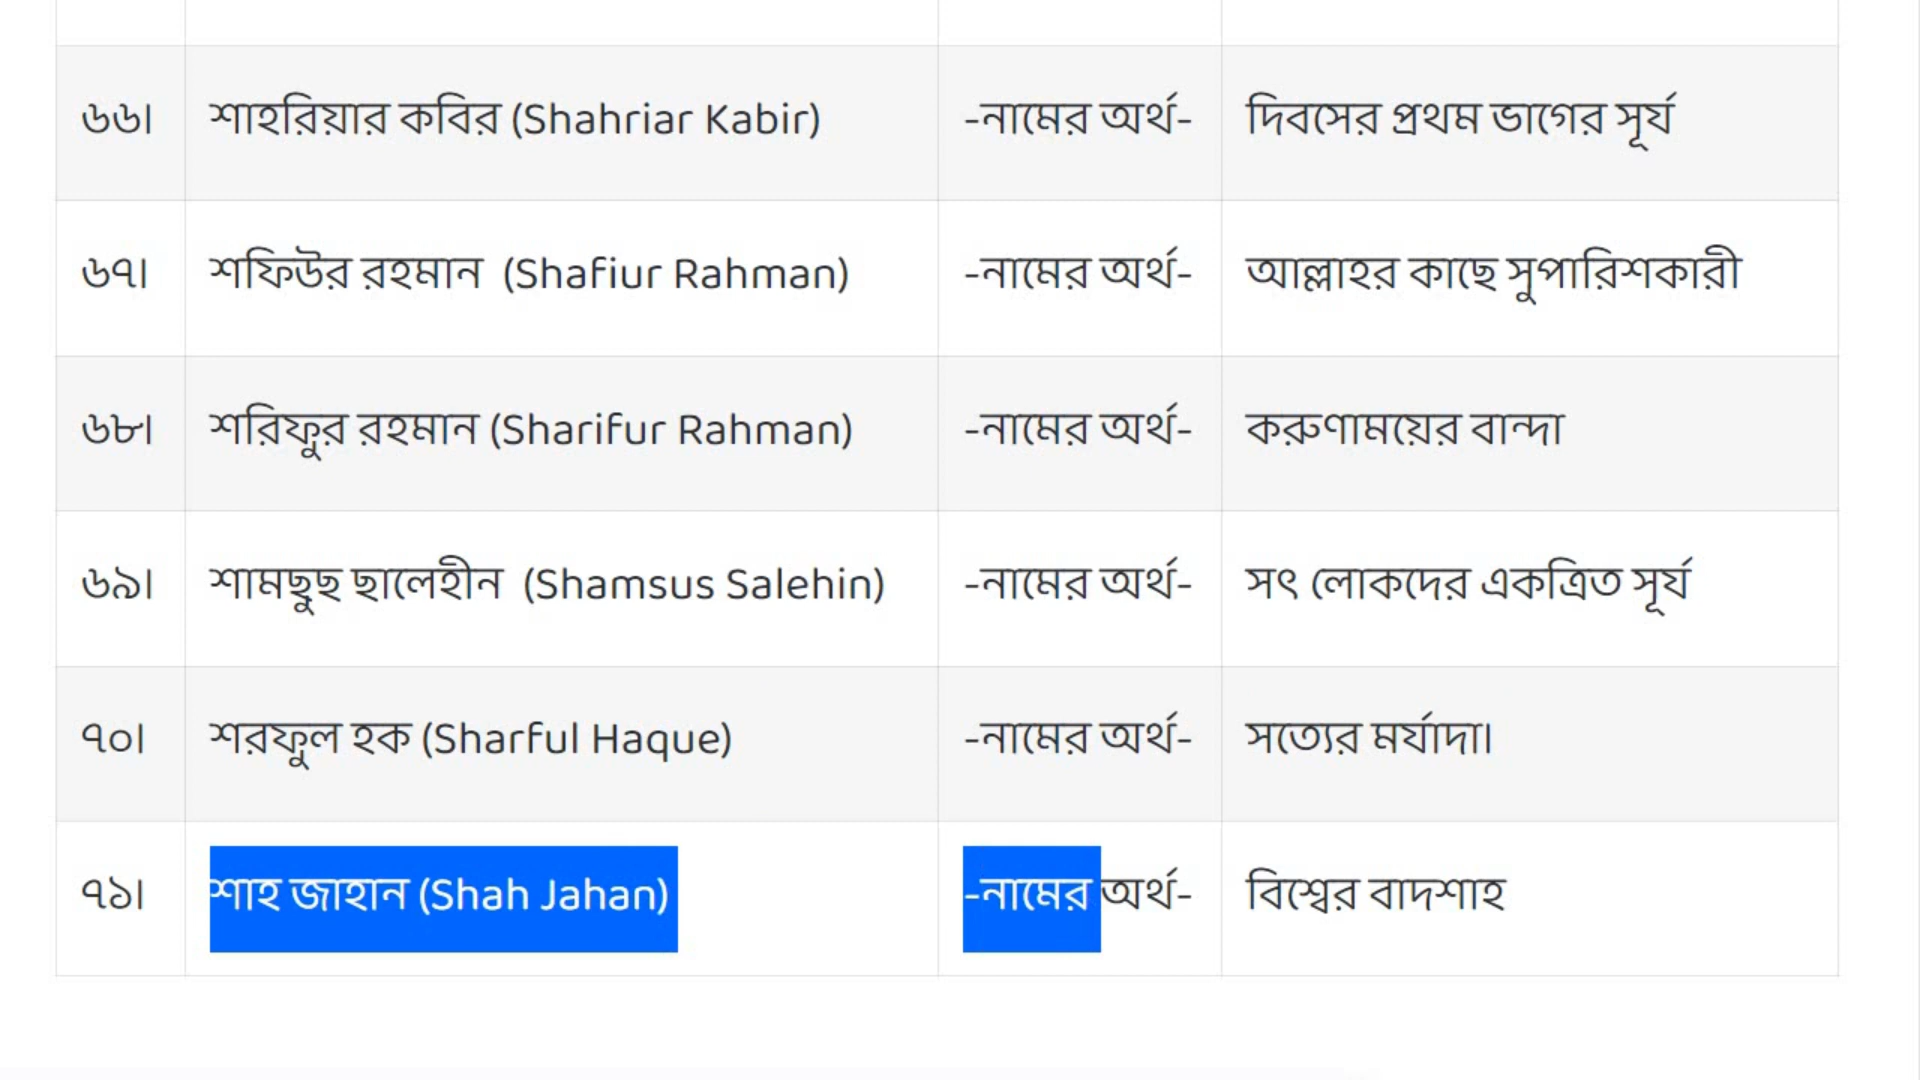 ৬৬। শাহরিয়ার কবির (Shahriar Kabir) -নামের অর্থ- দিবসের প্রথম ভাগের সূর্য
৬৭। শফিউর রহমান (Shafiur Rahman) -নামের অর্থ- আল্লাহর কাছে সুপারিশকারী
৬৮। শরিফুর রহমান (Sharifur Rahman) -নামের অর্থ- করুণাময়ের বান্দা
৬৯। শামছুছ ছালেহীন (Shamsus Salehin) -নামের অর্থ- সৎ লোকদের একত্রিত সূর্য
৭০। শরফুল হক (Sharful Haque) -নামের অর্থ- সত্যের মর্যাদা।
৭১। শাহ জাহান (Shah Jahan) -নামের অর্থ- বিশ্বের বাদশাহ